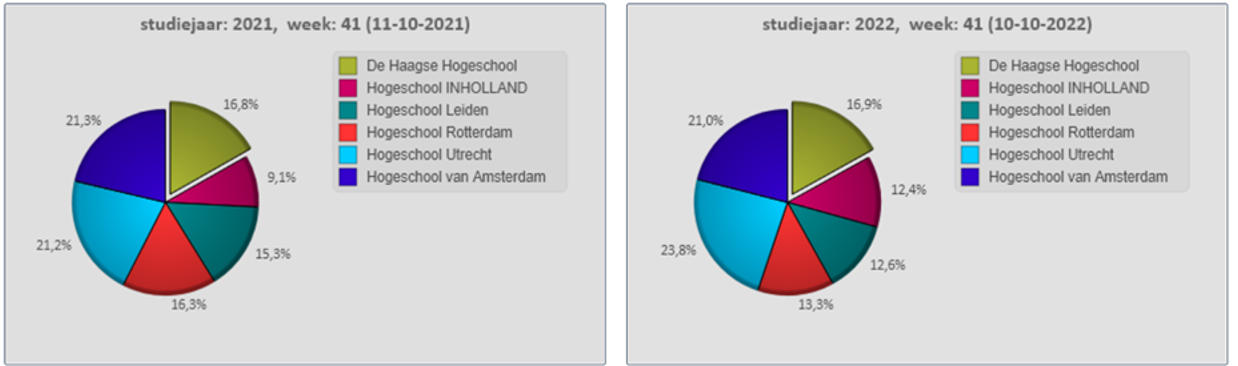 studiejaar: 2021, week: 41 (11-10-2021)
De Haagse Hogeschool
Hogeschool INHOLLAND
Hogeschool Leiden
Hogeschool Rotterdam
Hogeschool Utrecht
Hogeschool van Amsterdam
16,8%
9,1%
15,3%
16,3%
21,2%
21,3%
studiejaar: 2022, week: 41 (10-10-2022)
De Haagse Hogeschool
Hogeschool INHOLLAND
Hogeschool Leiden
Hogeschool Rotterdam
Hogeschool Utrecht
Hogeschool van Amsterdam
16,9%
12,4%
12,6%
13,3%
23,8%
21,0%